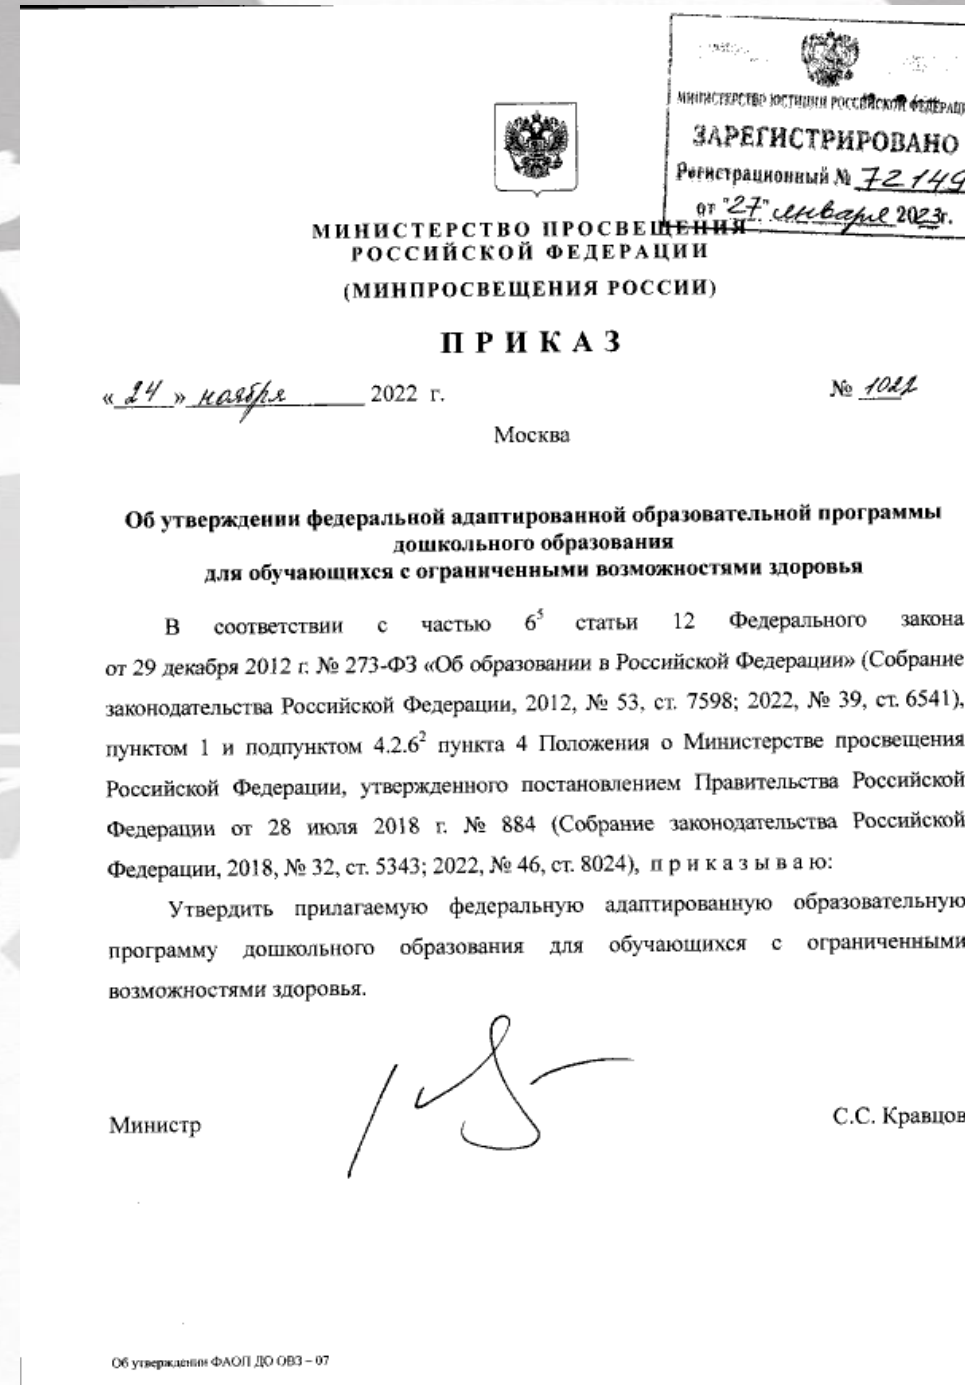 МИНИСТЕРСТВО ЮСТИЦИИ РОССИЙСКОЙ ФЕДЕРАЦИ
ЗАРЕГИСТРИРОВАНО
Регистрационный № 72149
от "27" января 2023г.
МИНИСТЕРСТВО ПРОСВЕЩЕНИЯ
РОССИЙСКОЙ ФЕДЕРАЦИИ
(МИНПРОСВЕЩЕНИЯ РОССИИ)
П Р И К А З
« 24 » ноября 2022 г.
№ 1022
Москва
Об утверждении федеральной адаптированной образовательной программы
дошкольного образования
для обучающихся с ограниченными возможностями здоровья
В соответствии с частью 6⁵ статьи 12 Федерального закона
от 29 декабря 2012 г. № 273-ФЗ «Об образовании в Российской Федерации» (Собрание
законодательства Российской Федерации, 2012, № 53, ст. 7598; 2022, № 39, ст. 6541),
пунктом 1 и подпунктом 4.2.6² пункта 4 Положения о Министерстве просвещения
Российской Федерации, утвержденного постановлением Правительства Российской
Федерации от 28 июля 2018 г. № 884 (Собрание законодательства Российской
Федерации, 2018, № 32, ст. 5343; 2022, № 46, ст. 8024), п р и к а з ы в а ю:
Утвердить прилагаемую федеральную адаптированную образовательную
программу дошкольного образования для обучающихся с ограниченными
возможностями здоровья.
Министр
С.С. Кравцов
Об утверждении ФАОП ДО ОВЗ – 07